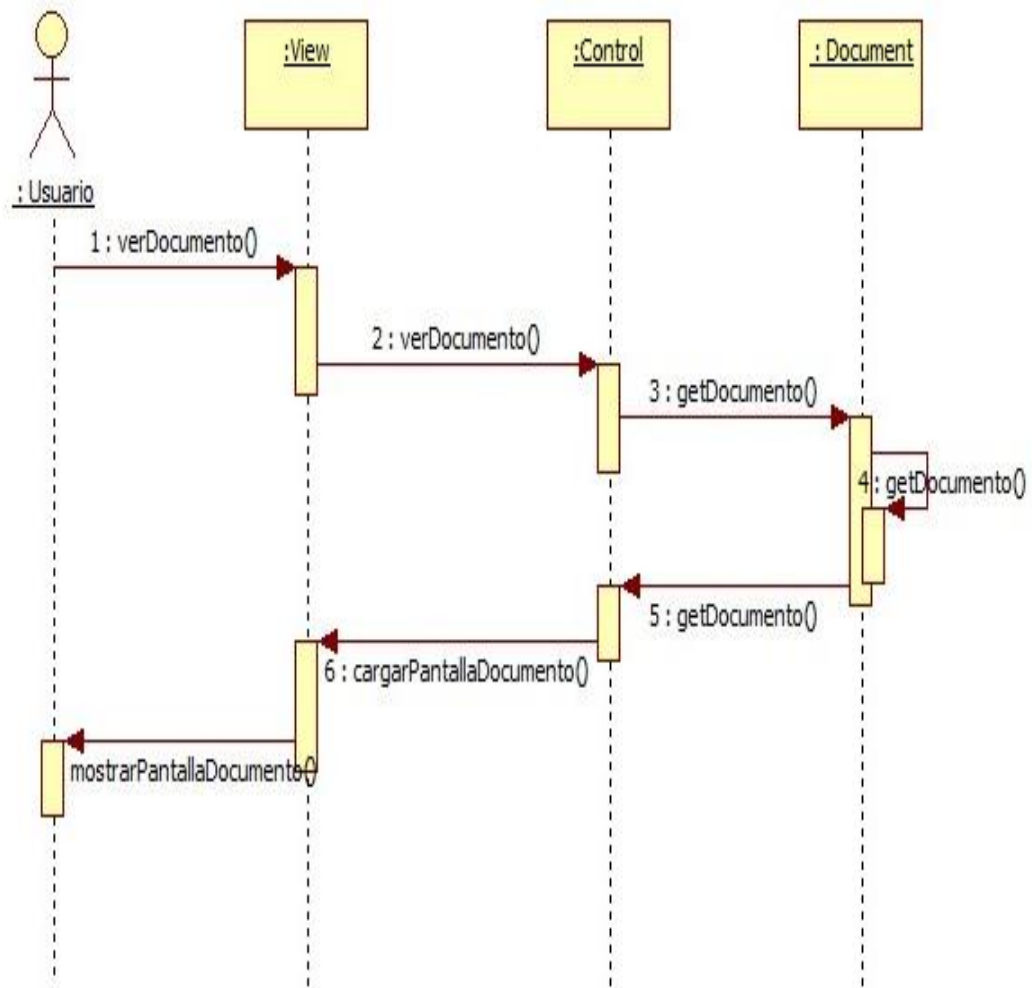 :View
:Control
: Document
: Usuario
1 : verDocumento()
2 : verDocumento()
3 : getDocumento()
4 : getDocumento()
5 : getDocumento()
6 : cargarPantallaDocumento()
mostrarPantallaDocumento()